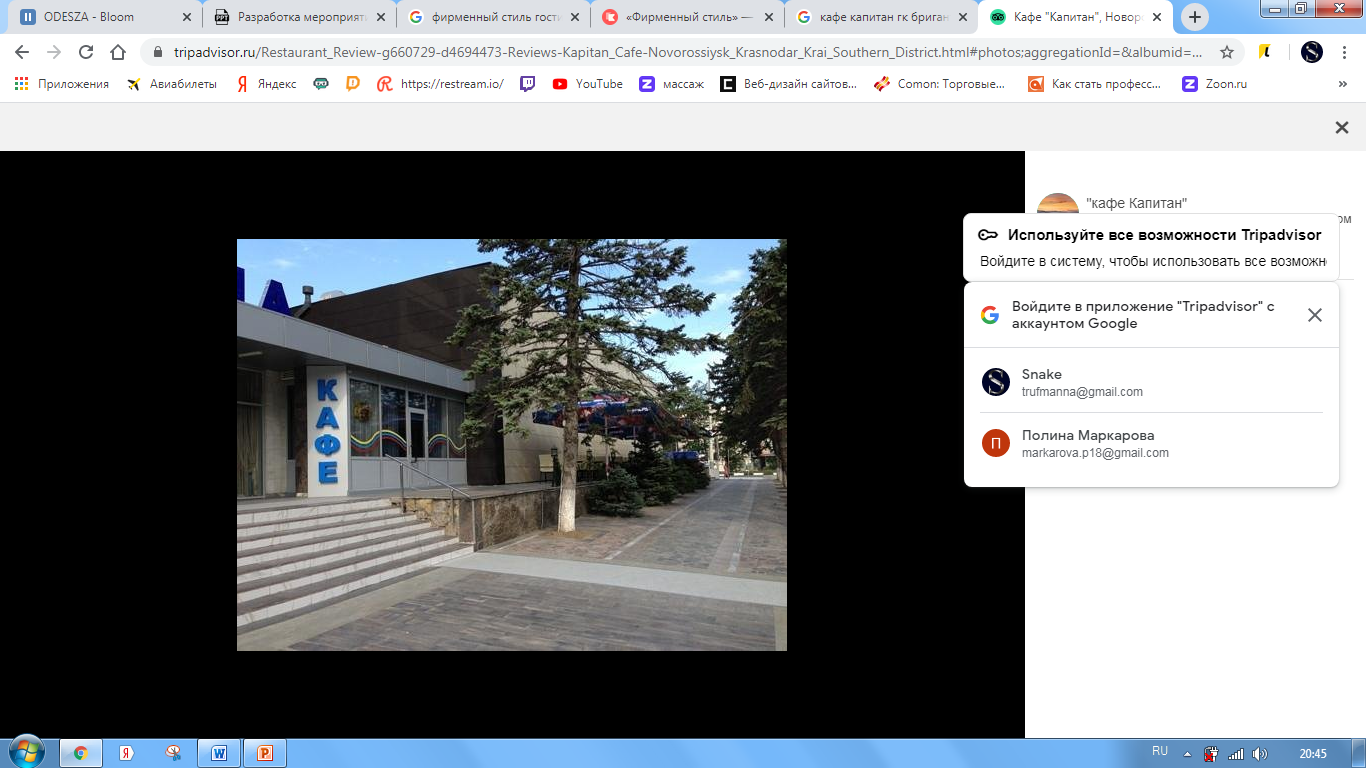 ODESZA - Bloom
Разработка мероприят
фирменный стиль гост
«Фирменный стиль» —
кафе капитан гк бриган
Кафе "Капитан", Новор
tripadvisor.ru/Restaurant_Review-g660729-d4694473-Reviews-Kapitan_Cafe-Novorossiysk_Krasnodar_Krai_Southern_District.html#photos;aggregationId=&albumid=...
Приложения
Авиабилеты
Яндекс
https://restream.io/
YouTube
массаж
Веб-дизайн сайтов...
Comon: Торговые...
Как стать професс...
Zoon.ru
"кафе Капитан"
ом
Используйте все возможности Tripadvisor
Войдите в систему, чтобы использовать все возможн
Войдите в приложение "Tripadvisor" с
аккаунтом Google
Snake
trufmanna@gmail.com
П
Полина Маркарова
markarova.p18@gmail.com
А
КАФЕ
RU
20:45